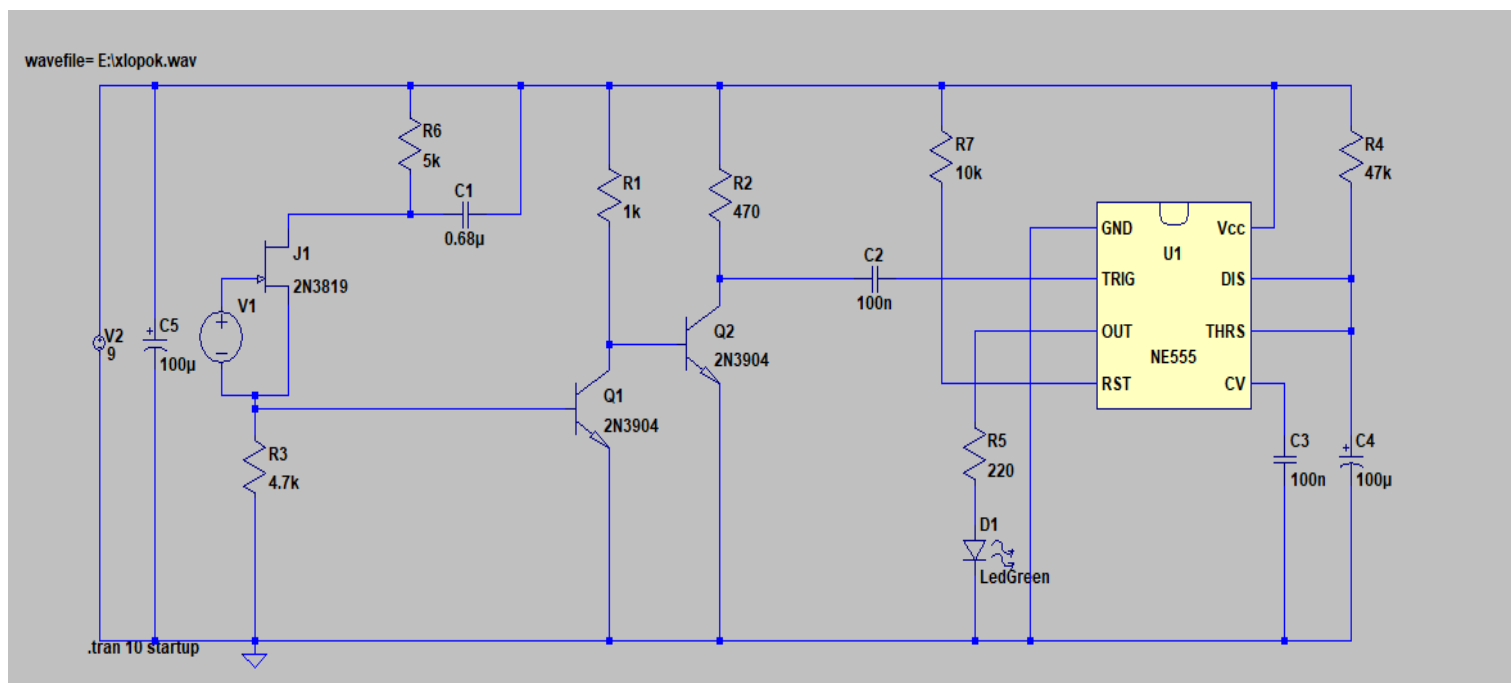 wavefile= E:\xlopok.wav
R6
5k
C1
0.68µ
R1
1k
R2
470
R7
10k
R4
47k
J1
2N3819
V1
V2
9
C5
100µ
C2
100n
GND
Vcc
U1
TRIG
DIS
OUT
THRS
NE555
RST
CV
Q2
2N3904
Q1
2N3904
R3
4.7k
R5
220
C3
100n
C4
100µ
D1
LedGreen
.tran 10 startup